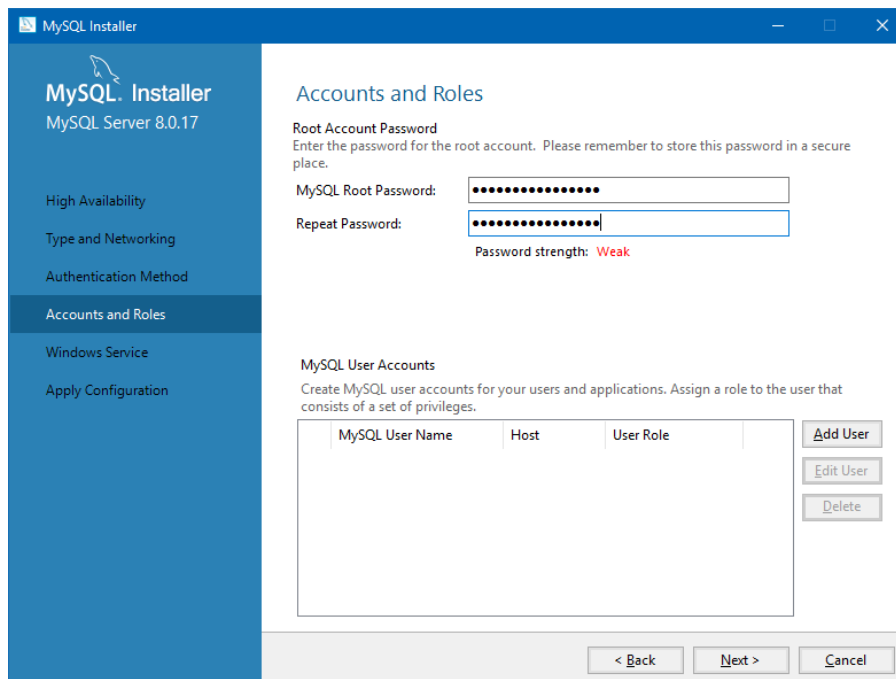 MySQL Installer
MySQL. Installer
MySQL Server 8.0.17
High Availability
Type and Networking
Authentication Method
Accounts and Roles
Windows Service
Apply Configuration
Accounts and Roles
Root Account Password
Enter the password for the root account.  Please remember to store this password in a secure
place.
MySQL Root Password: ●●●●●●●●●●●●●●●●
Repeat Password: ●●●●●●●●●●●●●●●●
Password strength: Weak
MySQL User Accounts
Create MySQL user accounts for your users and applications. Assign a role to the user that
consists of a set of privileges.
MySQL User Name Host User Role
Add User
Edit User
Delete
< Back Next > Cancel